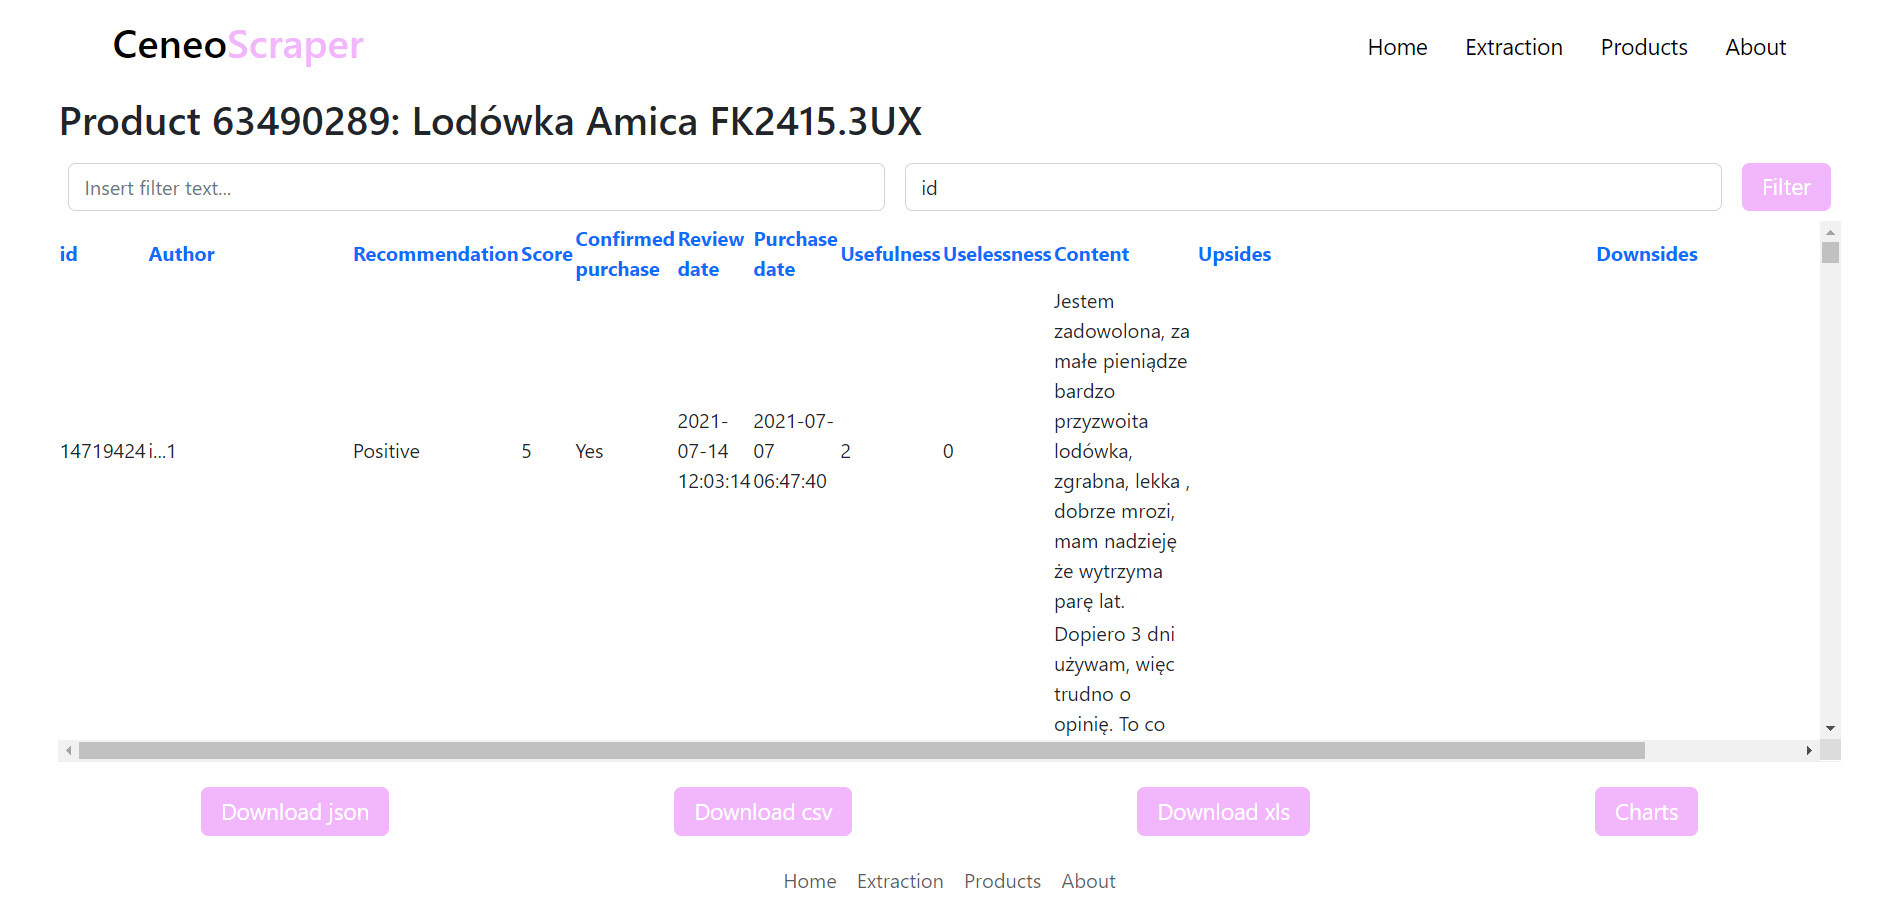 CeneoScraper
Home Extraction Products About
Product 63490289: Lodówka Amica FK2415.3UX
Insert filter text... id Filter
id Author Recommendation Score Confirmed purchase Review date Purchase date Usefulness Uselessness Content Upsides Downsides
14719424 i...1 Positive 5 Yes 2021-07-14 12:03:14 2021-07-07 06:47:40 2 0
Jestem
zadowolona, za
małe pieniądze
bardzo
przyzwoita
lodówka,
zgrabna, lekka ,
dobrze mrozi,
mam nadzieję
że wytrzyma
parę lat.
Dopiero 3 dni
używam, więc
trudno o
opinię. To co
Download json Download csv Download xls Charts
Home Extraction Products About